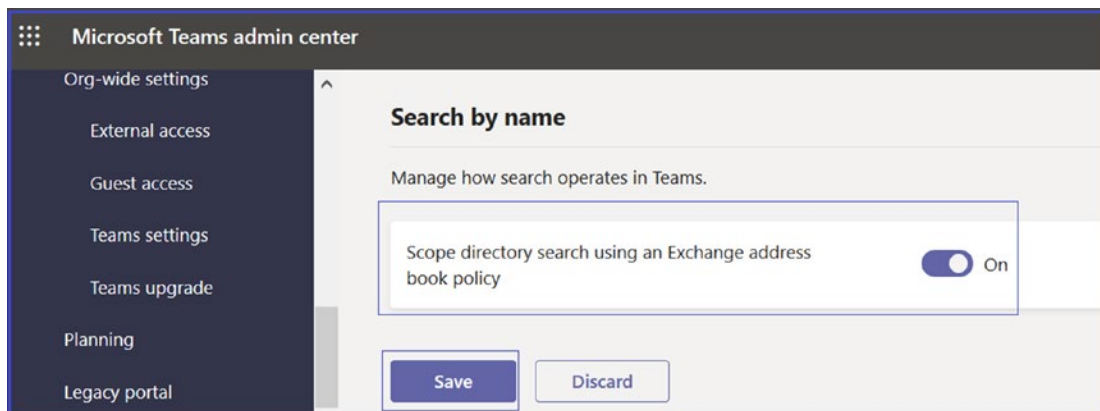 Microsoft Teams admin center
Org-wide settings
External access
Guest access
Teams settings
Teams upgrade
Planning
Legacy portal
Search by name
Manage how search operates in Teams.
Scope directory search using an Exchange address
book policy
On
Save
Discard